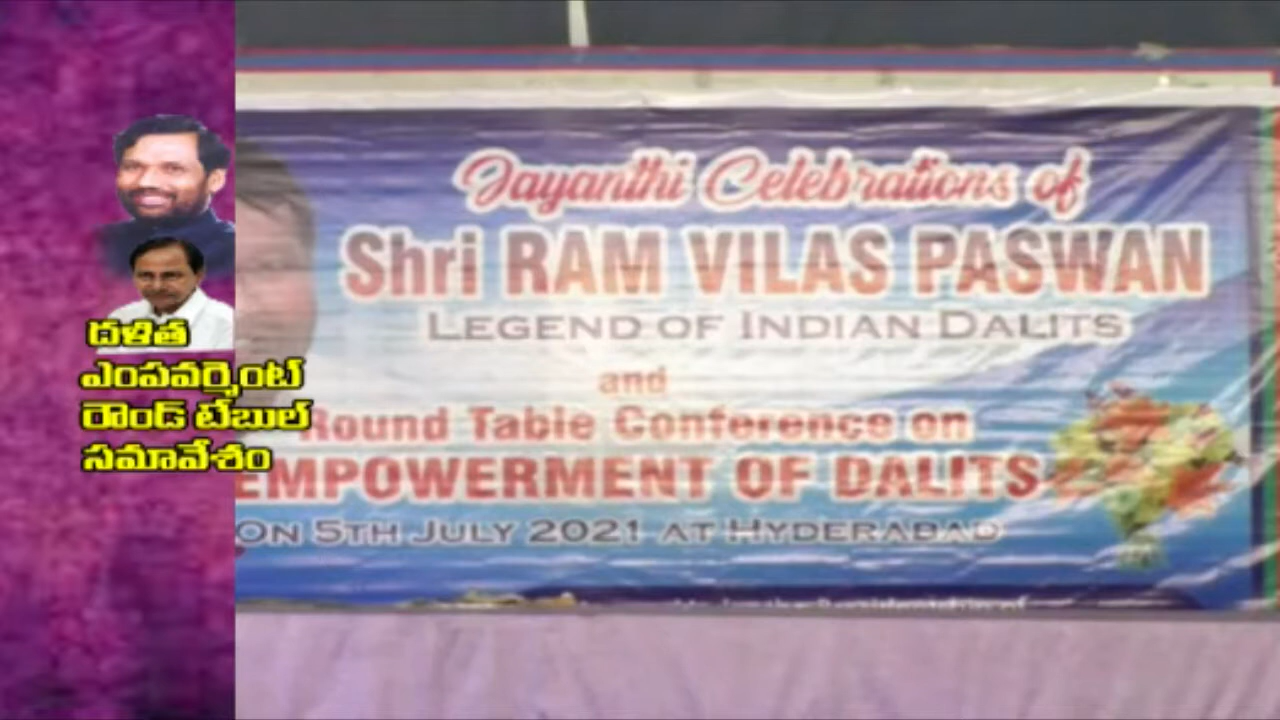 దళిత
ఎంపవర్మెంట్
రౌండ్ టేబుల్
సమావేశం
Jayanthi Celebrations of
Shri RAM VILAS PASWAN
LEGEND OF INDIAN DALITS
and
Round Table Conference on
EMPOWERMENT OF DALITS
ON 5TH JULY 2021 AT HYDERABAD